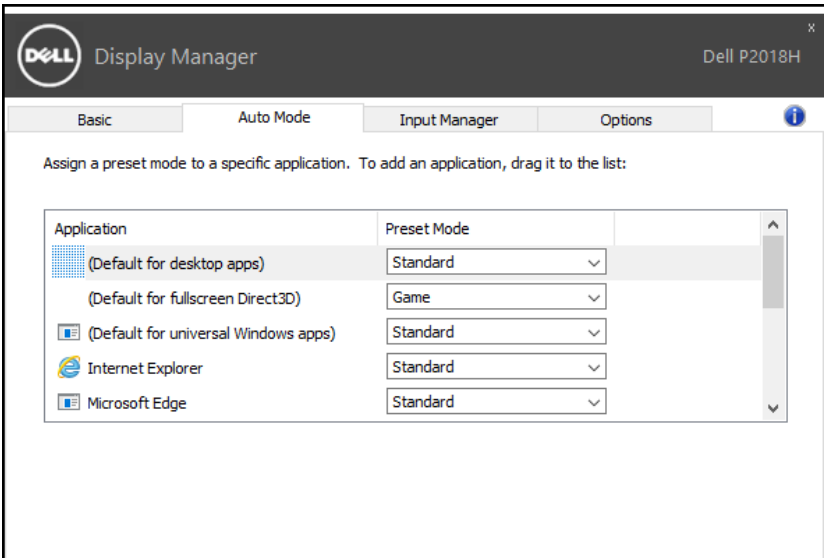 x
DELL
Display Manager
Dell P2018H
Basic
Auto Mode
Input Manager
Options
i
Assign a preset mode to a specific application. To add an application, drag it to the list:
Application Preset Mode
(Default for desktop apps) Standard
(Default for fullscreen Direct3D) Game
(Default for universal Windows apps) Standard
Internet Explorer Standard
Microsoft Edge Standard